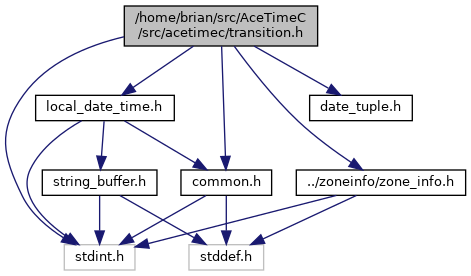 /home/brian/src/AceTimeC
/src/acetimec/transition.h
local_date_time.h
date_tuple.h
string_buffer.h
common.h
../zoneinfo/zone_info.h
stdint.h
stddef.h